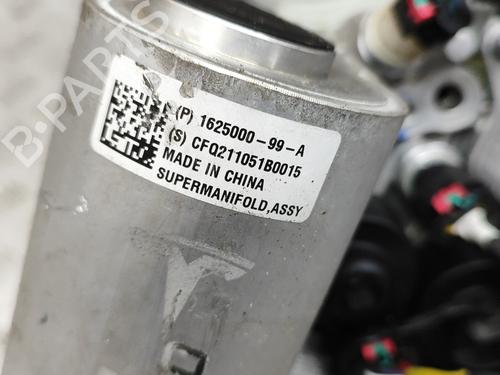 (P) 1625000-99-A
(S) CFQ211051B0015
MADE IN CHINA
SUPERMANIFOLD,ASSY
B-PARTS